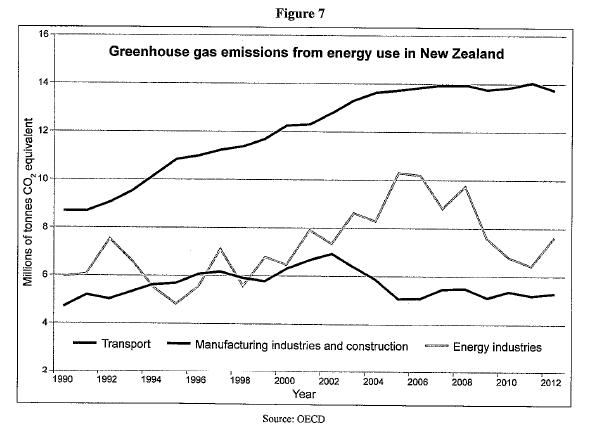 Figure 7
Greenhouse gas emissions from energy use in New Zealand
Millions of tonnes CO2 equivalent
16
14
12
10
8
6
4
2
Transport Manufacturing industries and construction Energy industries
1990 1992 1994 1996 1998 2000 2002 2004 2006 2008 2010 2012
Year
Source: OECD